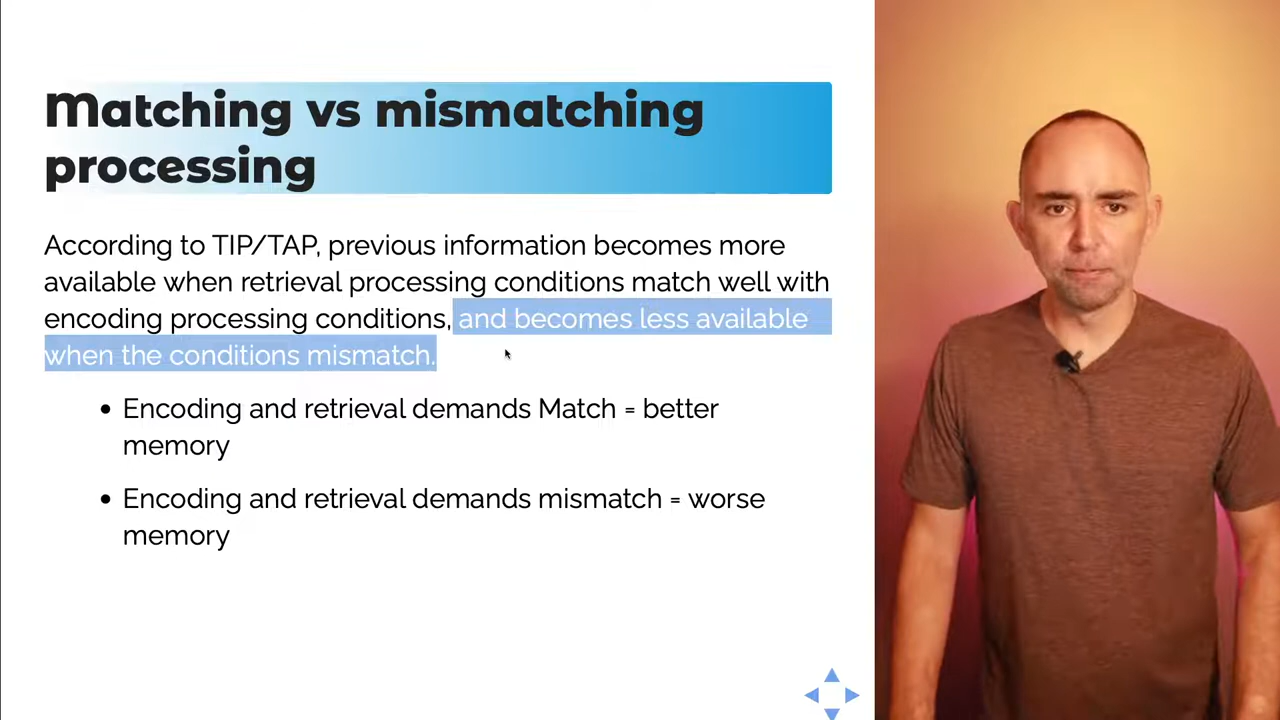 Matching vs mismatching
processing
According to TIP/TAP, previous information becomes more
available when retrieval processing conditions match well with
encoding processing conditions, and becomes less available
when the conditions mismatch.
• Encoding and retrieval demands Match = better
memory
• Encoding and retrieval demands mismatch = worse
memory